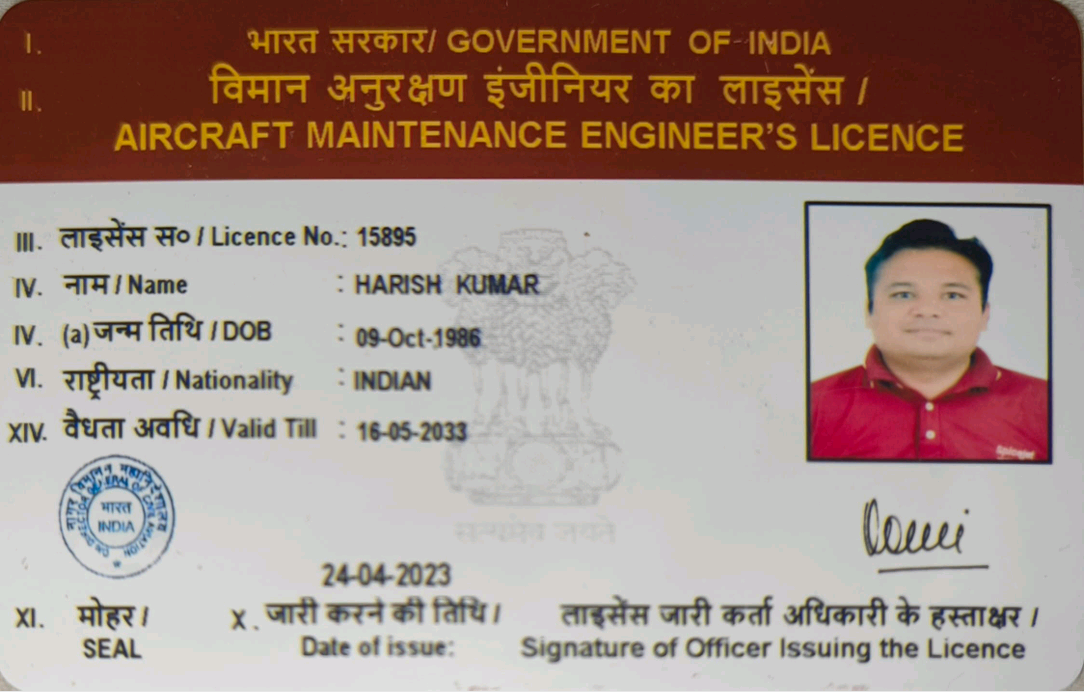 I. भारत सरकार/ GOVERNMENT OF INDIA
II. विमान अनुरक्षण इंजीनियर का लाइसेंस /
AIRCRAFT MAINTENANCE ENGINEER'S LICENCE
III. लाइसेंस स० / Licence No.: 15895
IV. नाम / Name : HARISH KUMAR
IV. (a) जन्म तिथि / DOB : 09-Oct-1986
VI. राष्ट्रीयता / Nationality : INDIAN
XIV. वैधता अवधि / Valid Till : 16-05-2033
सत्यमेव जयते
भारत
INDIA
24-04-2023
XI. मोहर / X. जारी करने की तिथि / लाइसेंस जारी कर्ता अधिकारी के हस्ताक्षर /
SEAL Date of issue: Signature of Officer Issuing the Licence